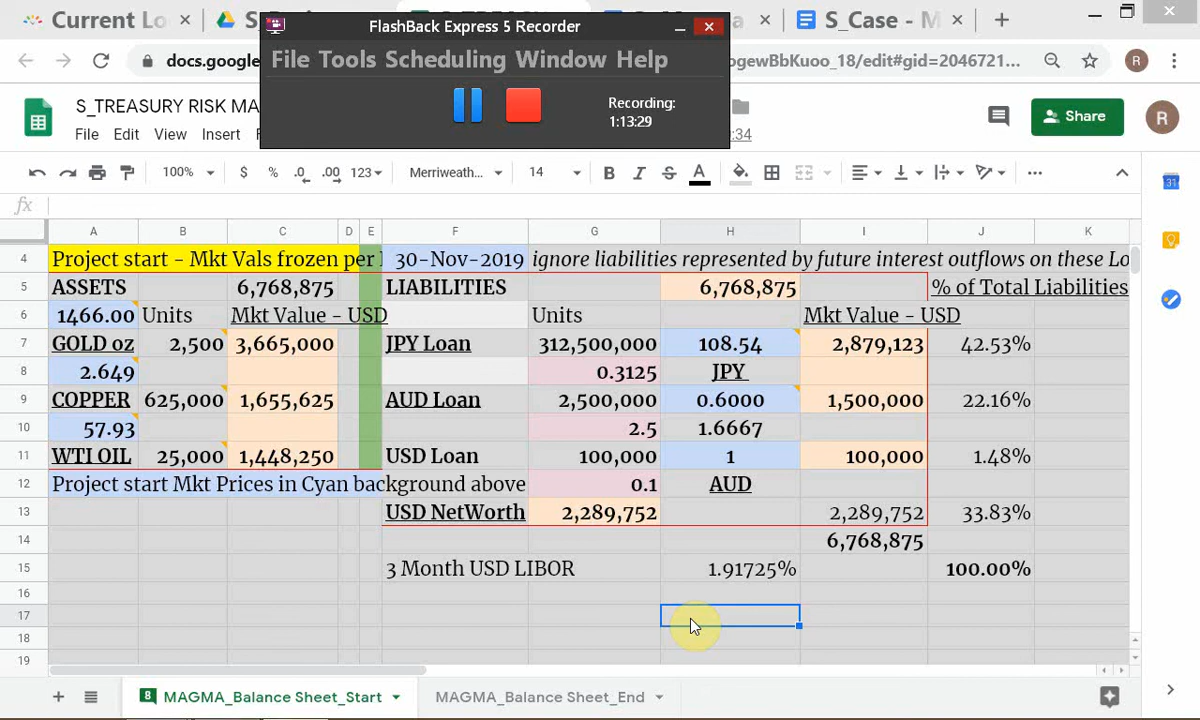 Current Lo
S_Case - M
FlashBack Express 5 Recorder
File Tools Scheduling Window Help
Recording:
1:13:29
docs.google
ogewBbKuoo_18/edit#gid=2046721...
R
S_TREASURY RISK MA
File Edit View Insert
:34
Share
R
100% $ % .0 .00 123 Merriweath... 14 B I S A
31
fx
A B C D E F G H I J K
4 Project start - Mkt Vals frozen per 30-Nov-2019 ignore liabilities represented by future interest outflows on these Lo
5 ASSETS 6,768,875 LIABILITIES 6,768,875 % of Total Liabilities
6 1466.00 Units Mkt Value - USD Units Mkt Value - USD
7 GOLD oz 2,500 3,665,000 JPY Loan 312,500,000 108.54 2,879,123 42.53%
8 2.649 0.3125 JPY
9 COPPER 625,000 1,655,625 AUD Loan 2,500,000 0.6000 1,500,000 22.16%
10 57.93 2.5 1.6667
11 WTI OIL 25,000 1,448,250 USD Loan 100,000 1 100,000 1.48%
12 Project start Mkt Prices in Cyan background above 0.1 AUD
13 USD NetWorth 2,289,752 2,289,752 33.83%
14 6,768,875
15 3 Month USD LIBOR 1.91725% 100.00%
16
17
18
19
8 MAGMA_Balance Sheet_Start MAGMA_Balance Sheet_End